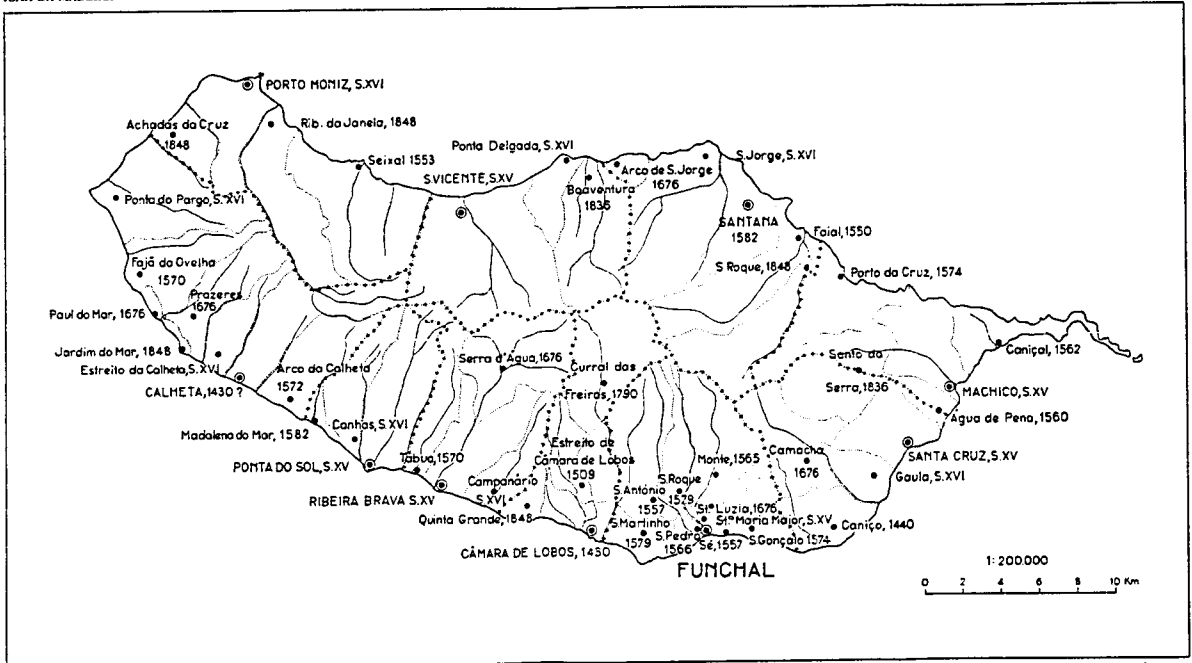 PORTO MONIZ, S.XVI
Achadas da Cruz
1848
Rib. da Janela, 1848
Seixal 1553
Ponta Delgada, S.XVI
S.VICENTE, S.XV
Boaventura
1836
Arco de S.Jorge
1676
S.Jorge, S.XVI
SANTANA
1582
Faial, 1550
S Roque, 1848
Porto da Cruz, 1574
Ponta do Pargo, S.XVI
Fajã da Ovelha
1570
Prazeres
1676
Paul do Mar, 1676
Jardim do Mar, 1848
Estreito da Calheta, S.XVI
CALHETA, 1430 ?
Arco da Calheta
1572
Madalena do Mar, 1582
Canhas, S.XVI
PONTA DO SOL, S.XV
Tábua, 1570
RIBEIRA BRAVA S.XV
Serra d'Agua, 1676
Campanário
S.XVI
Quinta Grande, 1848
Curral das
Freiras, 1790
Estreito de
Câmara de Lobos
1509
CÂMARA DE LOBOS, 1430
S.António
1557
S.Martinho
1579
S.Roque
1579
Monte, 1565
Stª Luzia, 1676
S.Pedro
1566
Sé, 1557
Stª Maria Maior, S.XV
S.Gonçalo 1574
FUNCHAL
Camacha
1676
Santo da
Serra, 1836
Caniçal, 1562
MACHICO, S.XV
Agua de Pena, 1560
SANTA CRUZ, S.XV
Gaula, S.XVI
Caniço, 1440
1:200.000
0 2 4 6 8 10 Km